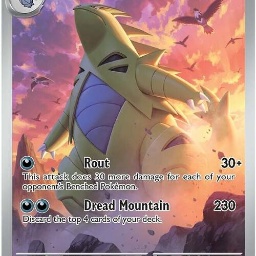 Rout 30+
This attack does 30 more damage for each of your
opponent's Benched Pokémon.
Dread Mountain 230
Discard the top 4 cards of your deck.